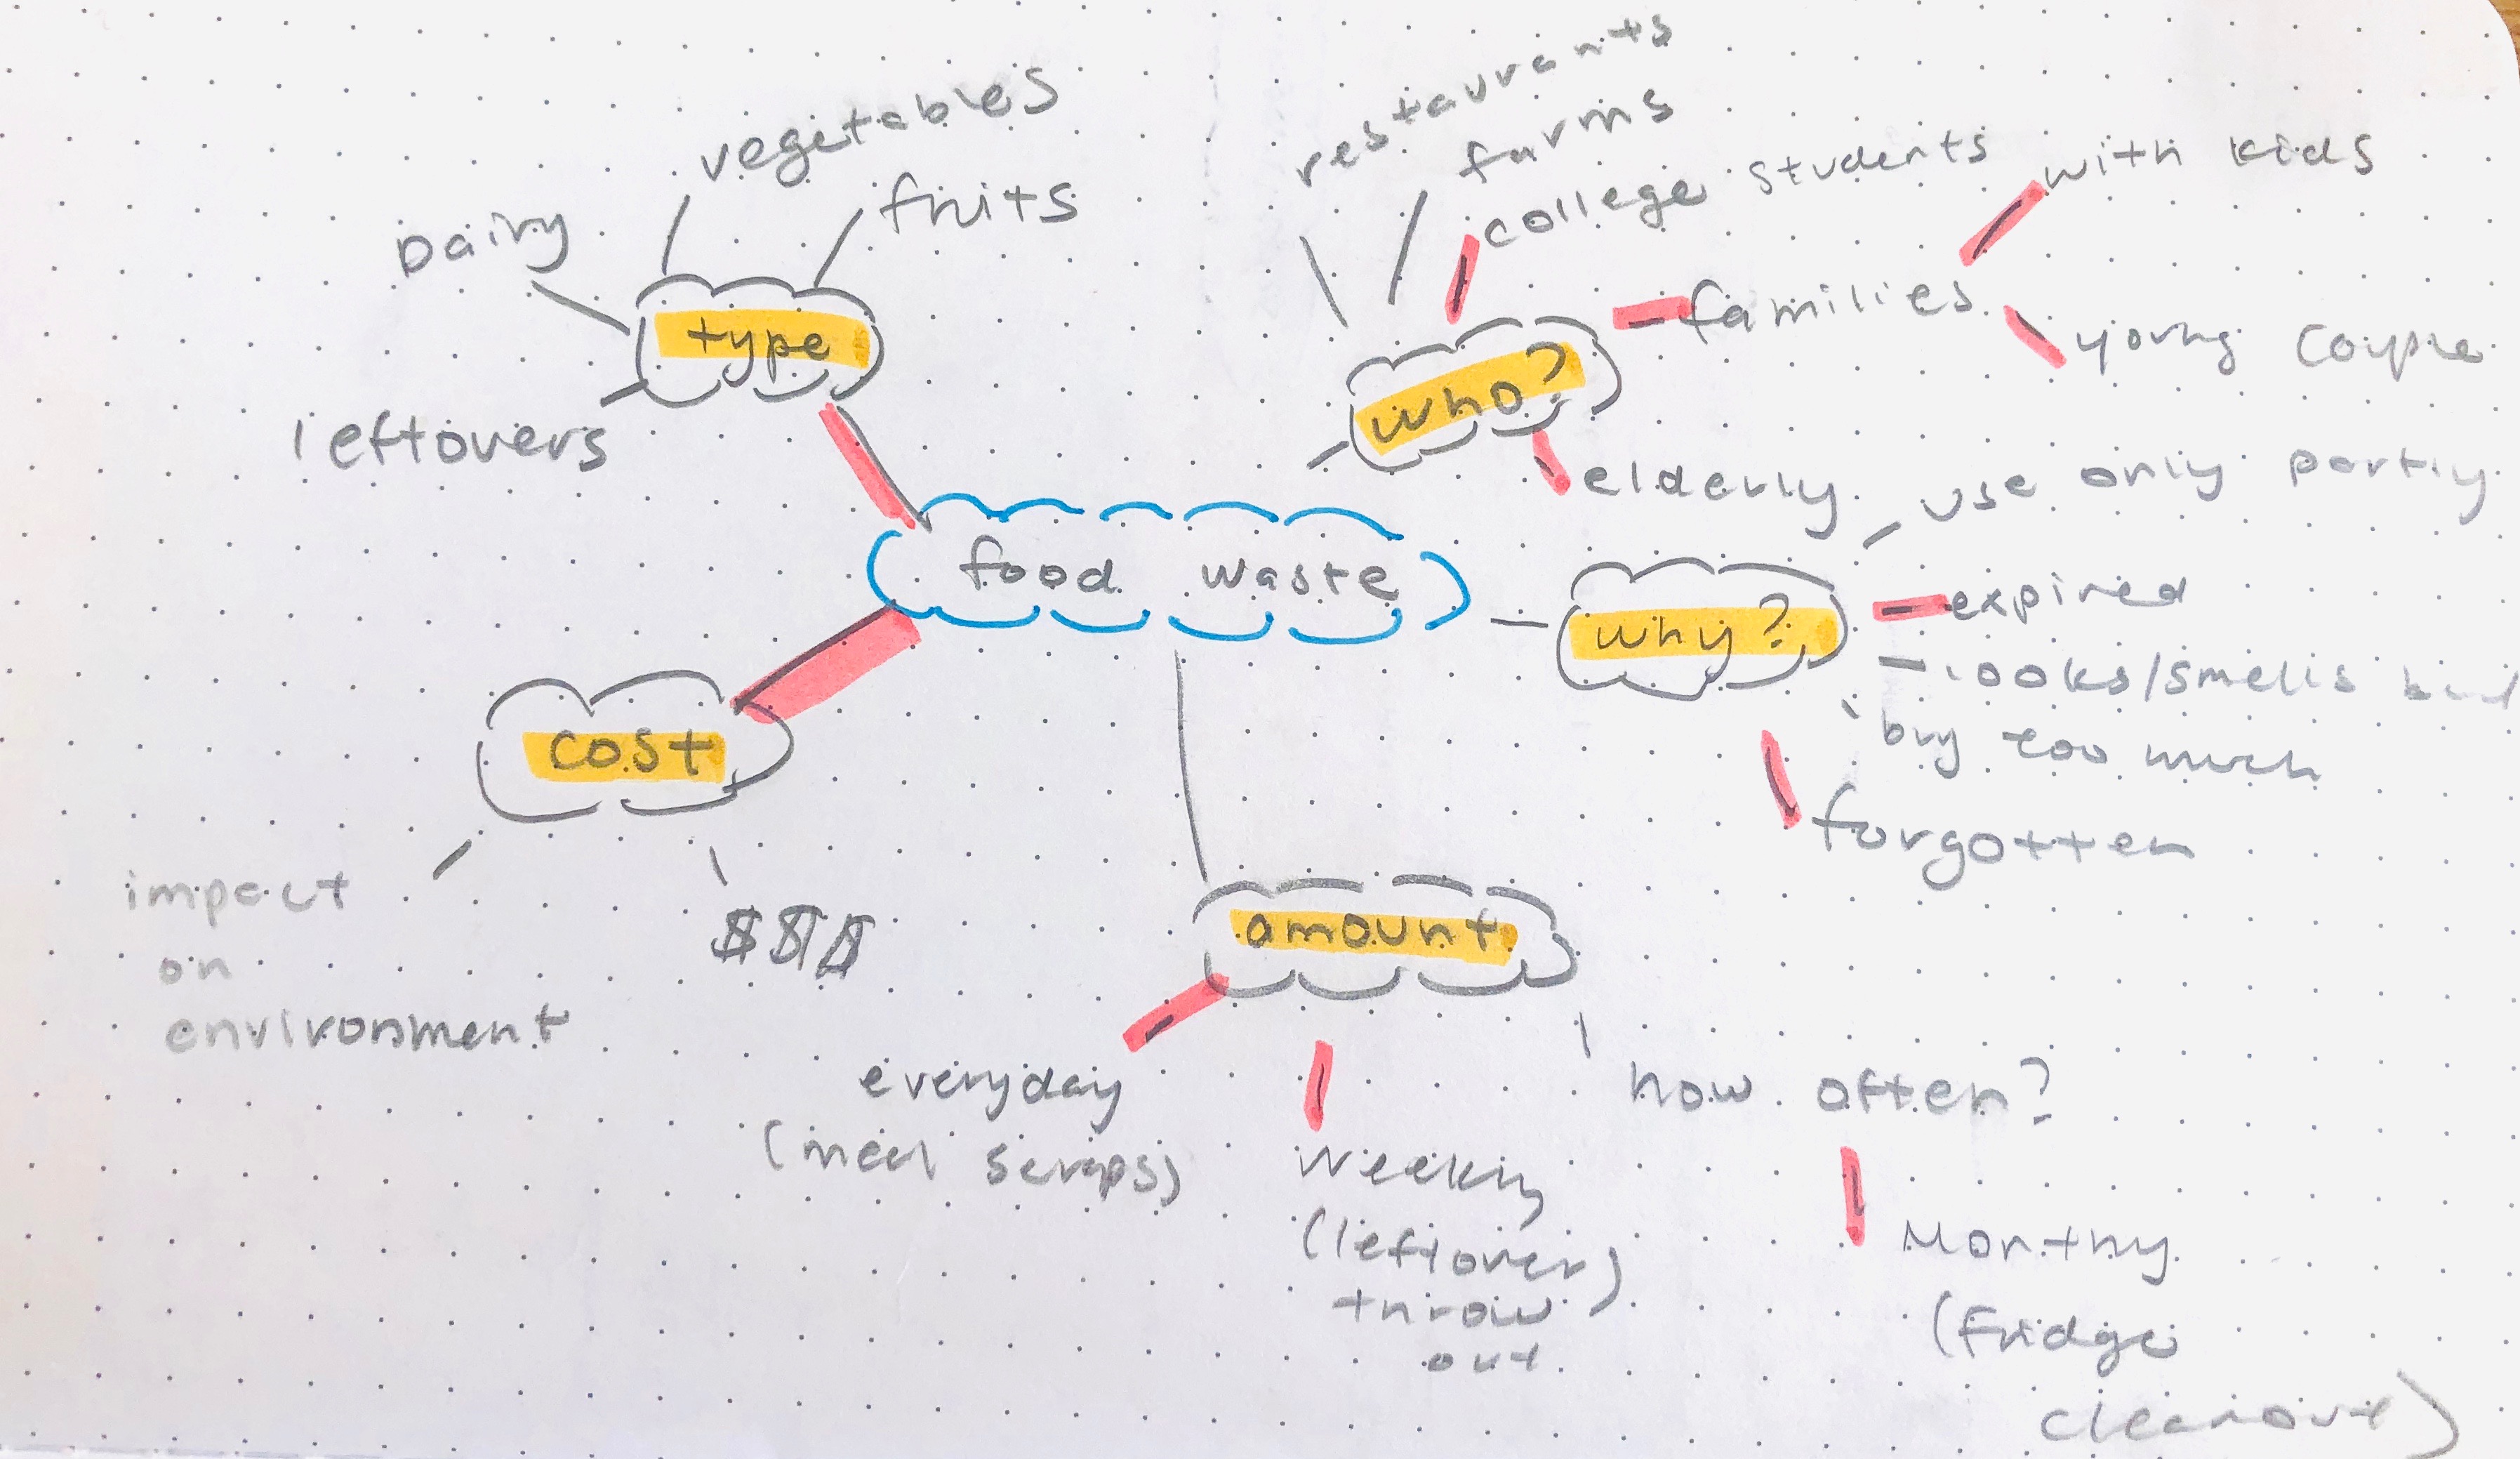 vegetables
fruits
Dairy
type
leftovers
restaurants
farms
college students
with kids
families
young couple
who?
elderly
food waste
use only partly
why?
expired
looks/smells bad
buy too much
forgotten
cost
impact
on
environment
$$$
amount
everyday
(meal scraps)
weekly
(leftover)
throw
out
how often?
Monthy
(fridge
cleanout)